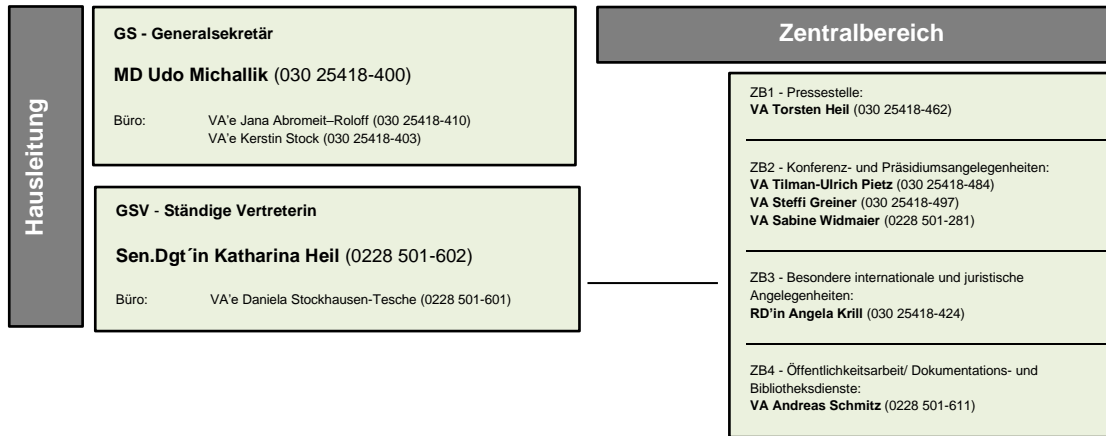 Hausleitung
GS - Generalsekretär
MD Udo Michallik (030 25418-400)
Büro: VA'e Jana Abromeit–Roloff (030 25418-410)
VA'e Kerstin Stock (030 25418-403)
GSV - Ständige Vertreterin
Sen.Dgt´in Katharina Heil (0228 501-602)
Büro: VA'e Daniela Stockhausen-Tesche (0228 501-601)
Zentralbereich
ZB1 - Pressestelle:
VA Torsten Heil (030 25418-462)
ZB2 - Konferenz- und Präsidiumsangelegenheiten:
VA Tilman-Ulrich Pietz (030 25418-484)
VA Steffi Greiner (030 25418-497)
VA Sabine Widmaier (0228 501-281)
ZB3 - Besondere internationale und juristische
Angelegenheiten:
RD'in Angela Krill (030 25418-424)
ZB4 - Öffentlichkeitsarbeit/ Dokumentations- und
Bibliotheksdienste:
VA Andreas Schmitz (0228 501-611)